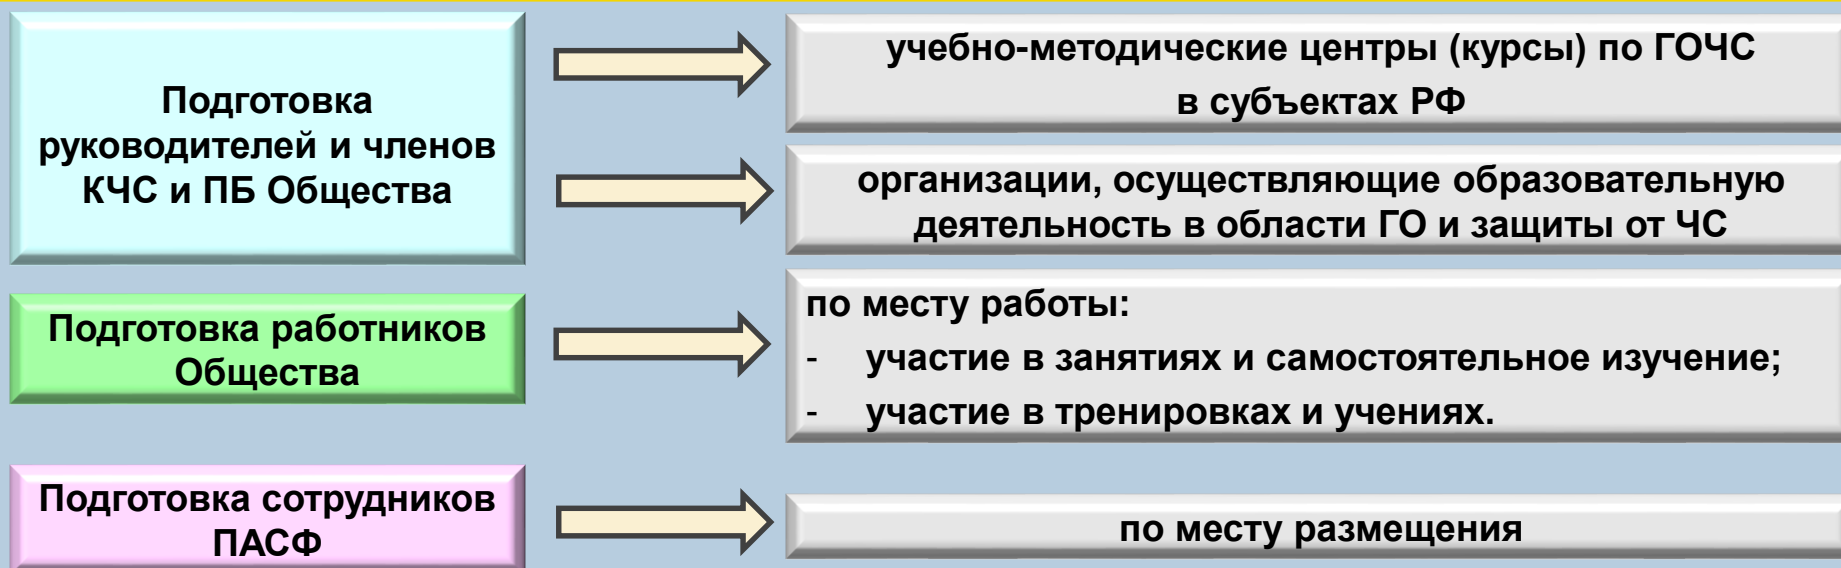 Подготовка
руководителей и членов
КЧС и ПБ Общества
учебно-методические центры (курсы) по ГОЧС
в субъектах РФ
организации, осуществляющие образовательную
деятельность в области ГО и защиты от ЧС
Подготовка работников
Общества
по месту работы:
- участие в занятиях и самостоятельное изучение;
- участие в тренировках и учениях.
Подготовка сотрудников
ПАСФ
по месту размещения